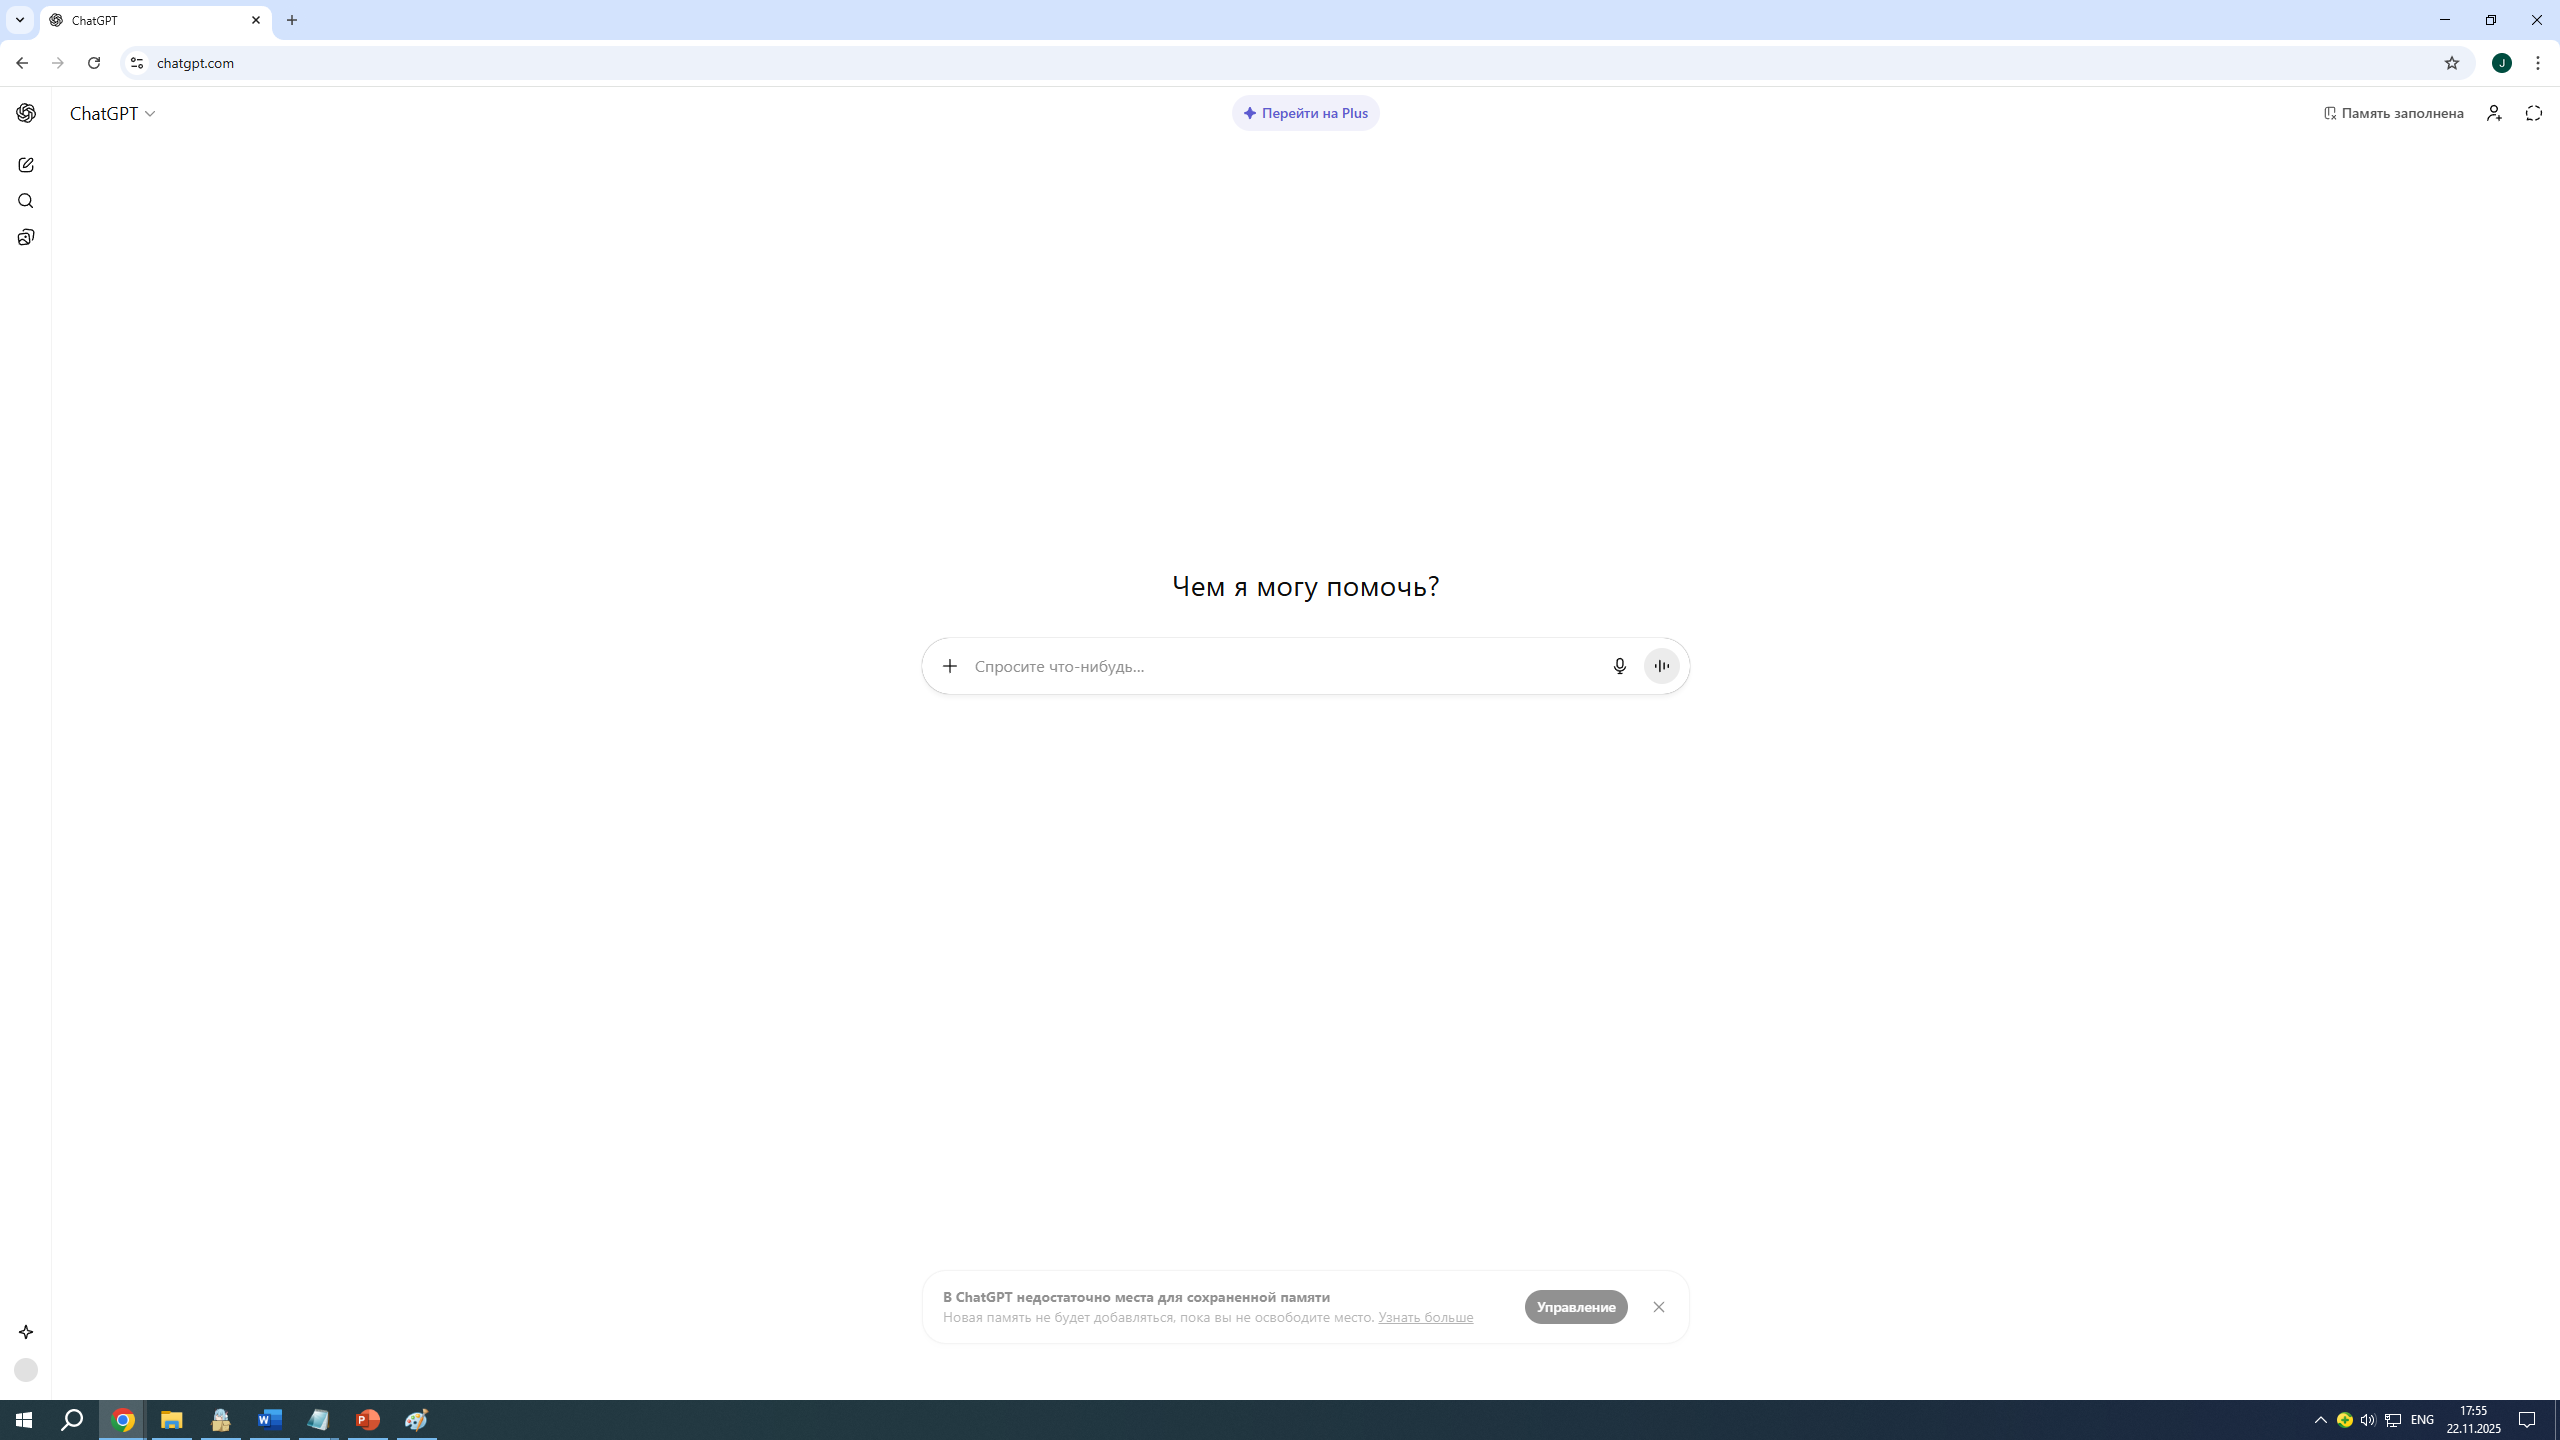 ChatGPT
chatgpt.com
J
ChatGPT
Перейти на Plus
Память заполнена
Чем я могу помочь?
Спросите что-нибудь...
В ChatGPT недостаточно места для сохраненной памяти
Новая память не будет добавляться, пока вы не освободите место. Узнать больше
Управление
ENG
17:55
22.11.2025